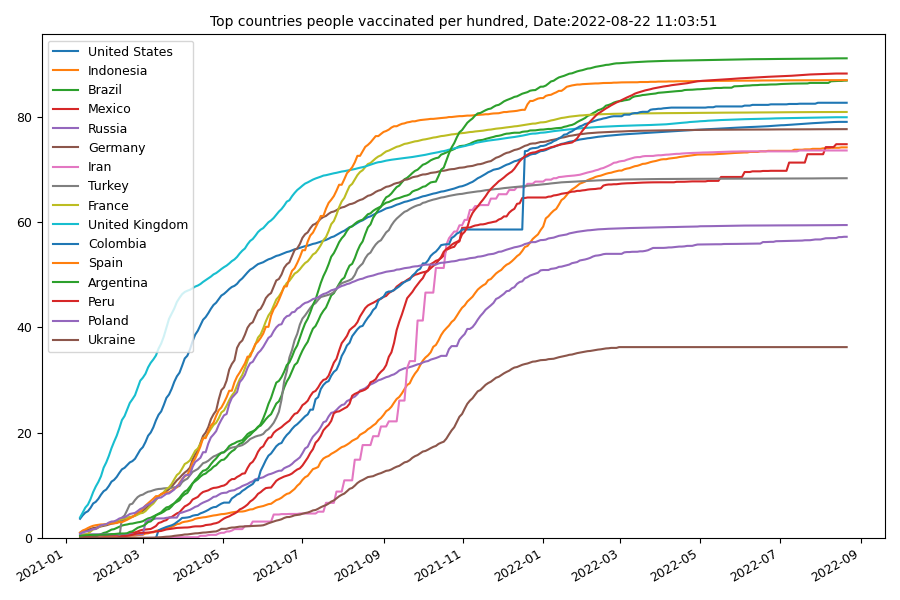 Top countries people vaccinated per hundred, Date:2022-08-22 11:03:51
United States
Indonesia
Brazil
Mexico
Russia
Germany
Iran
Turkey
France
United Kingdom
Colombia
Spain
Argentina
Peru
Poland
Ukraine
80
60
40
20
0
2021-01
2021-03
2021-05
2021-07
2021-09
2021-11
2022-01
2022-03
2022-05
2022-07
2022-09